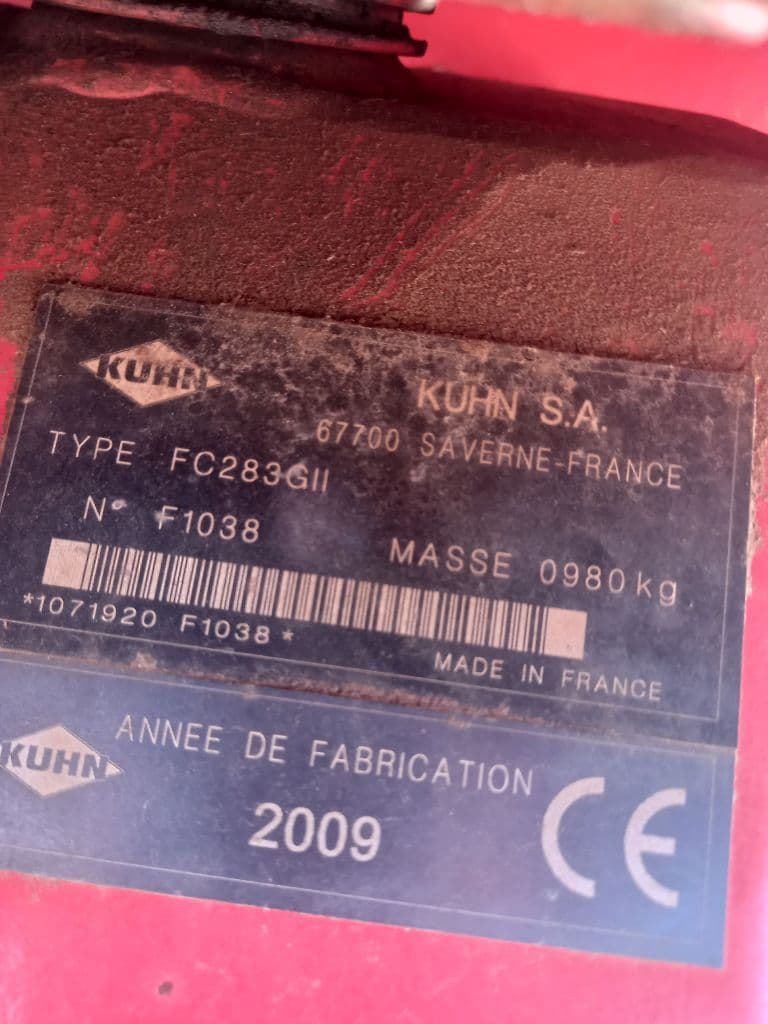 KUHN
KUHN S.A.
67700 SAVERNE-FRANCE
TYPE FC283GII
N° F1038
MASSE 0980kg
*1071920 F1038*
MADE IN FRANCE
KUHN
ANNEE DE FABRICATION
2009
CE